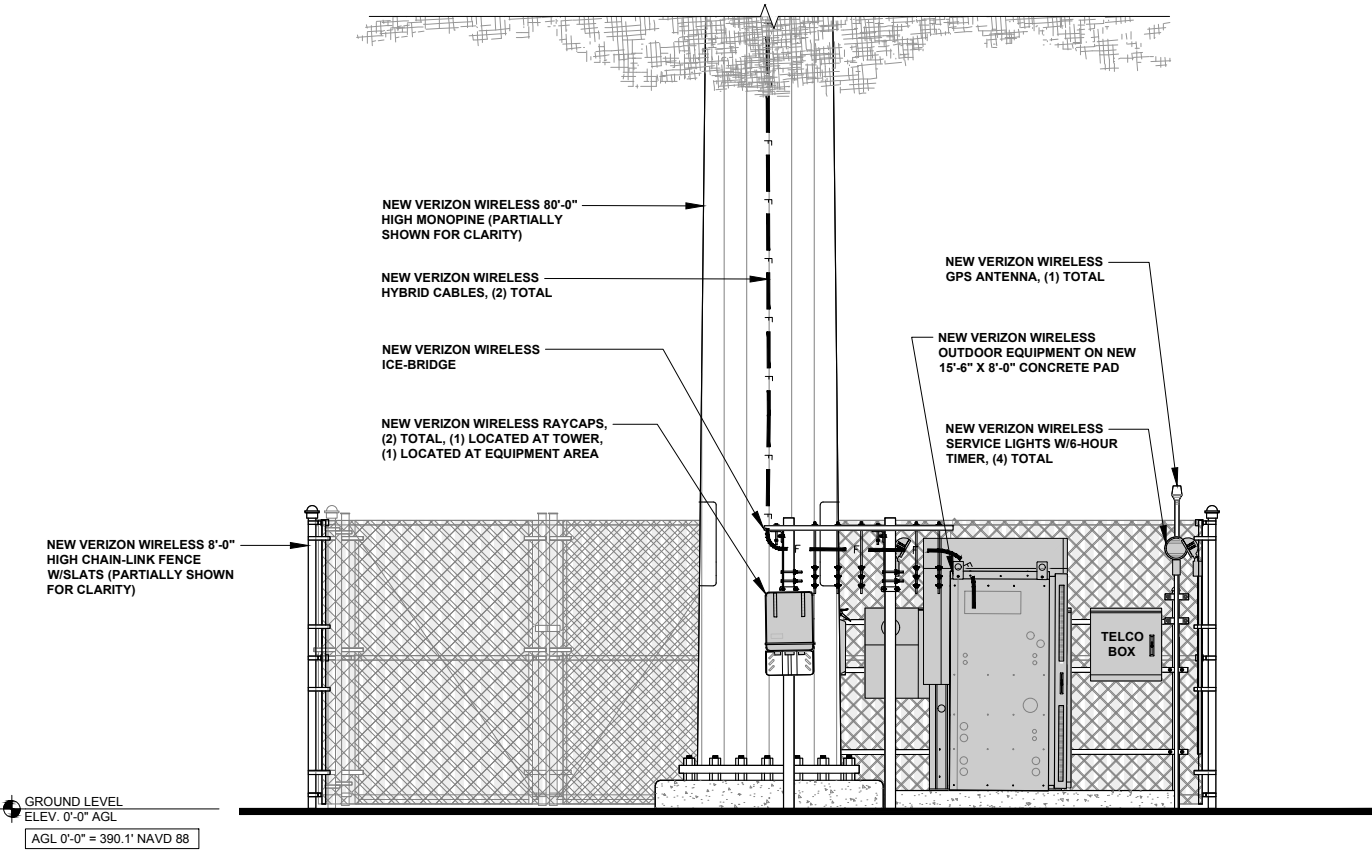 NEW VERIZON WIRELESS 80'-0"
HIGH MONOPINE (PARTIALLY
SHOWN FOR CLARITY)
NEW VERIZON WIRELESS
HYBRID CABLES, (2) TOTAL
NEW VERIZON WIRELESS
ICE-BRIDGE
NEW VERIZON WIRELESS RAYCAPS,
(2) TOTAL, (1) LOCATED AT TOWER,
(1) LOCATED AT EQUIPMENT AREA
NEW VERIZON WIRELESS
GPS ANTENNA, (1) TOTAL
NEW VERIZON WIRELESS
OUTDOOR EQUIPMENT ON NEW
15'-6" X 8'-0" CONCRETE PAD
NEW VERIZON WIRELESS
SERVICE LIGHTS W/6-HOUR
TIMER, (4) TOTAL
NEW VERIZON WIRELESS 8'-0"
HIGH CHAIN-LINK FENCE
W/SLATS (PARTIALLY SHOWN
FOR CLARITY)
F F F
TELCO
BOX
GROUND LEVEL
ELEV. 0'-0" AGL
AGL 0'-0" = 390.1' NAVD 88